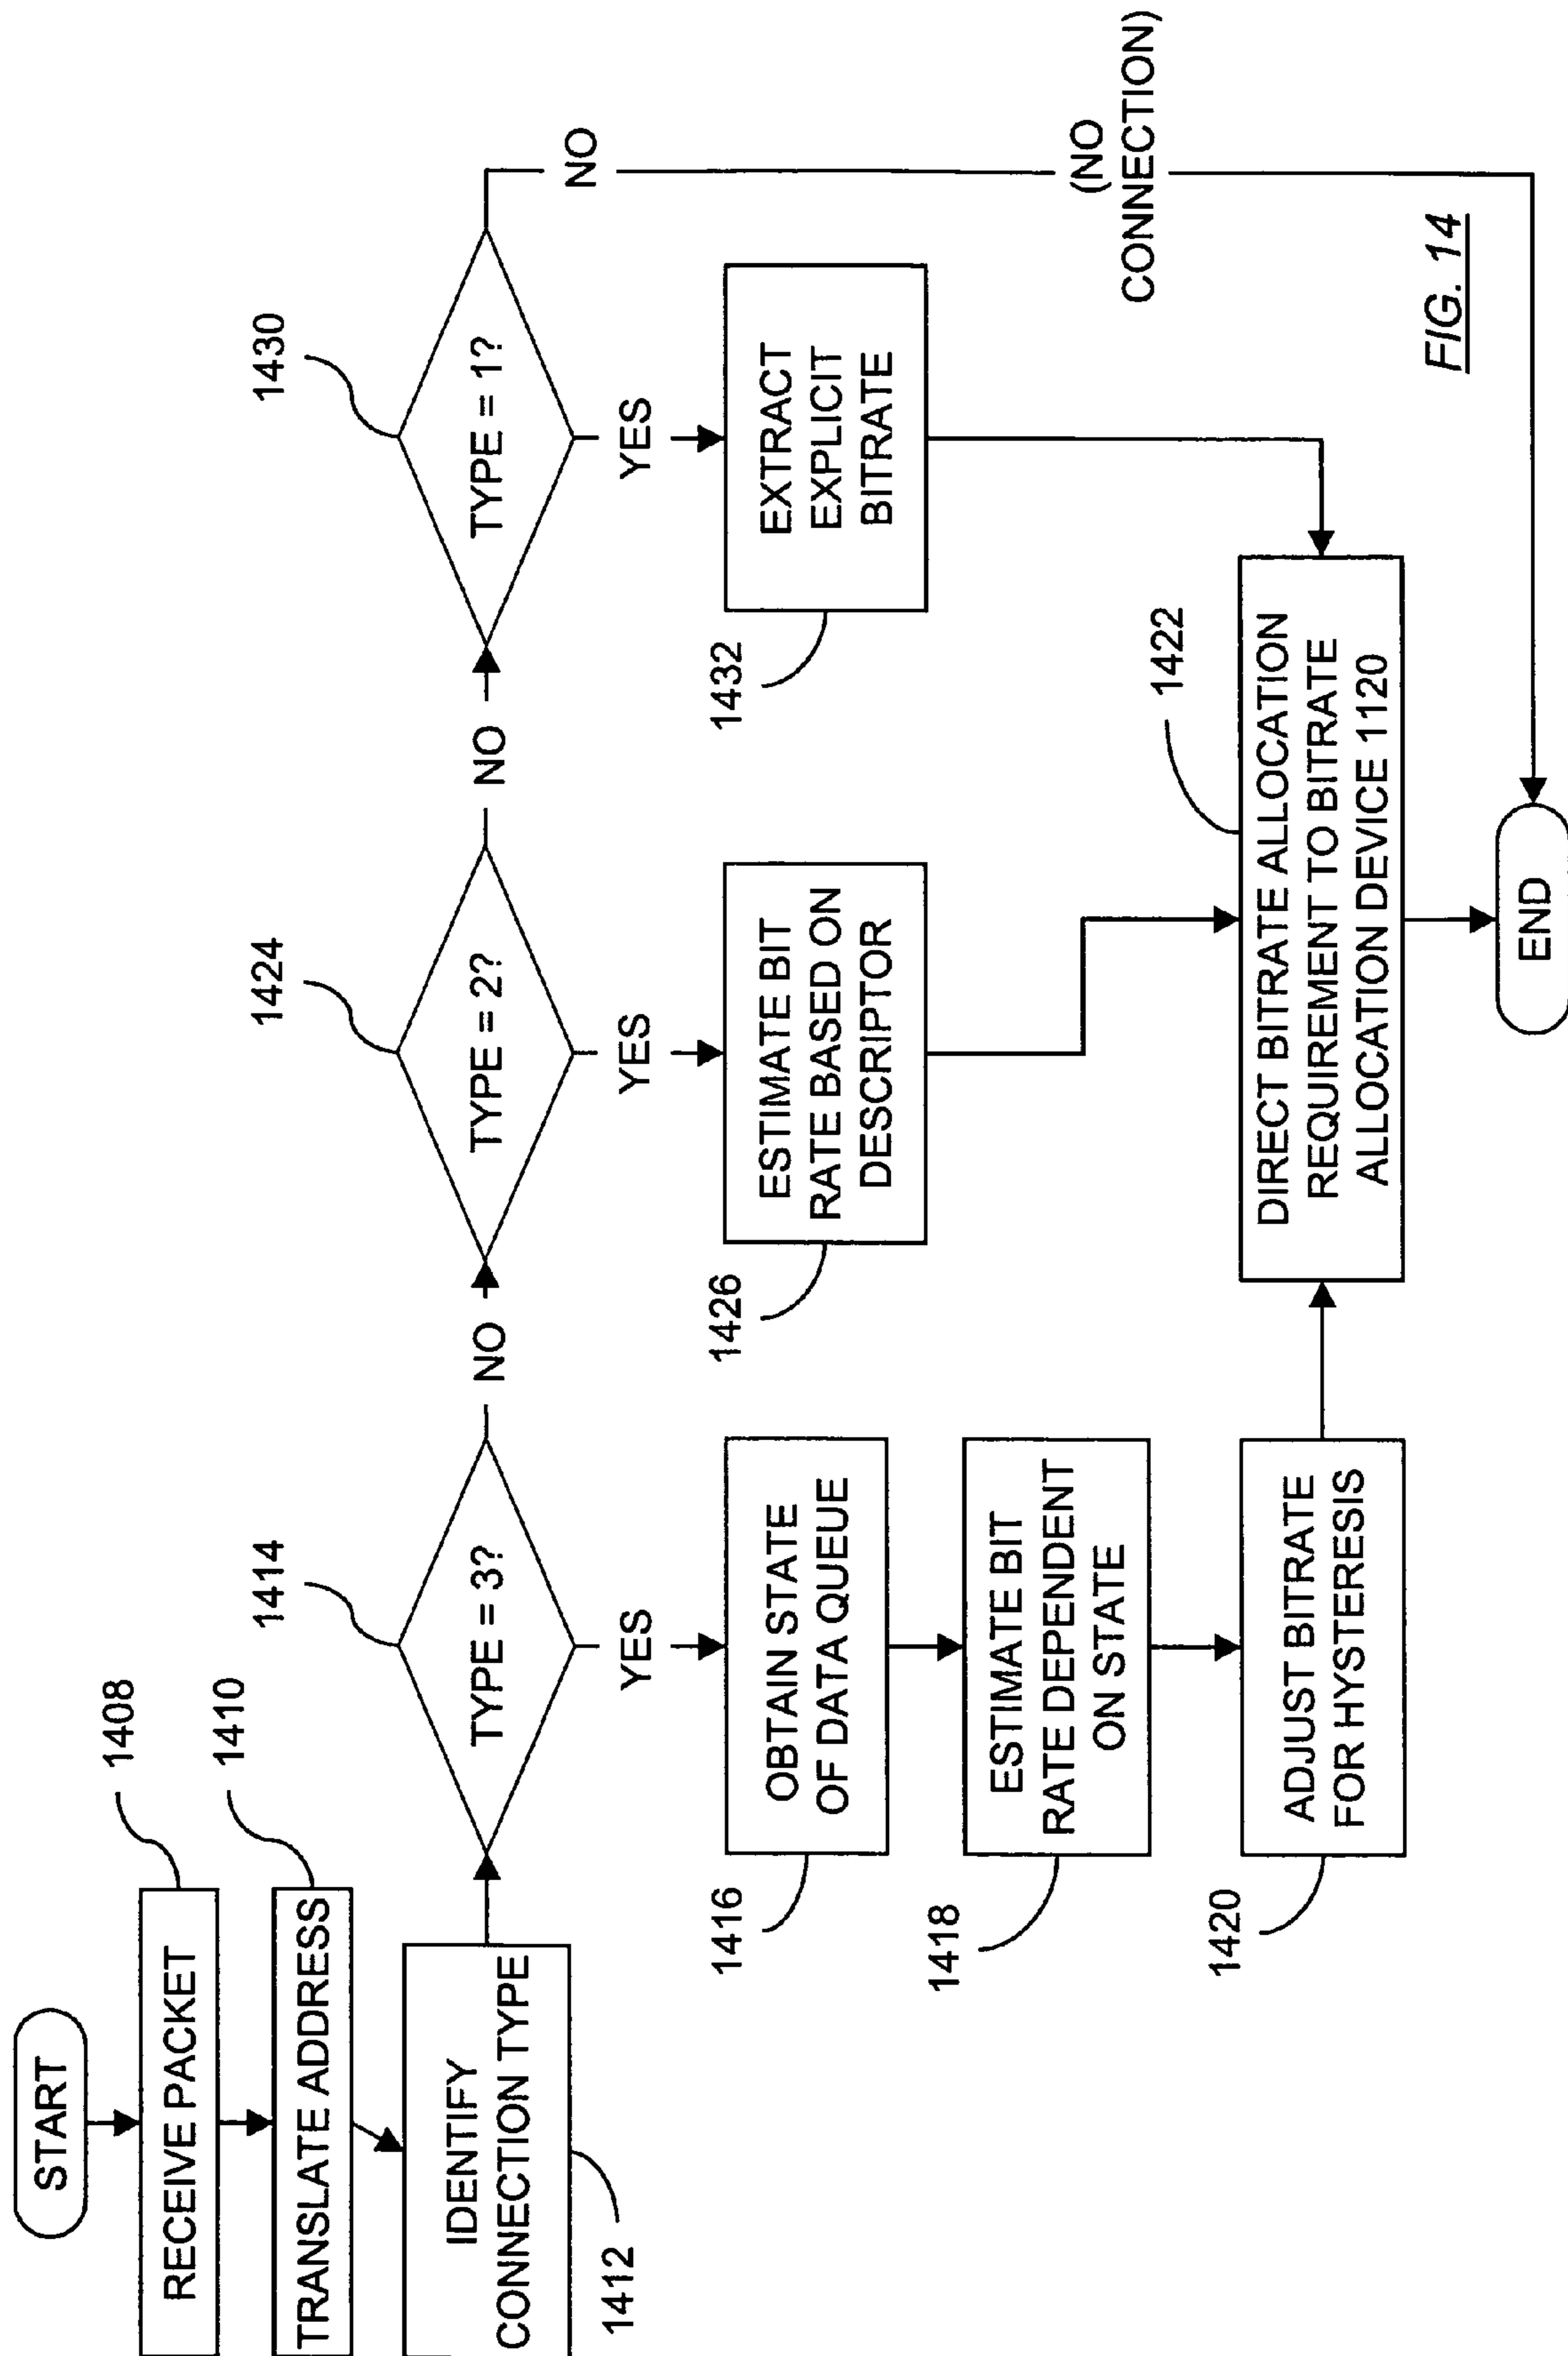 START
1408
RECEIVE PACKET
1410
TRANSLATE ADDRESS
IDENTIFY
CONNECTION TYPE
1412
1414
TYPE = 3?
NO
YES
1416
OBTAIN STATE
OF DATA QUEUE
1418
ESTIMATE BIT
RATE DEPENDENT
ON STATE
1420
ADJUST BITRATE
FOR HYSTERESIS
1424
TYPE = 2?
NO
YES
1426
ESTIMATE BIT
RATE BASED ON
DESCRIPTOR
1430
TYPE = 1?
NO
YES
1432
EXTRACT
EXPLICIT
BITRATE
(NO
CONNECTION)
1422
DIRECT BITRATE ALLOCATION
REQUIREMENT TO BITRATE
ALLOCATION DEVICE 1120
END
FIG. 14